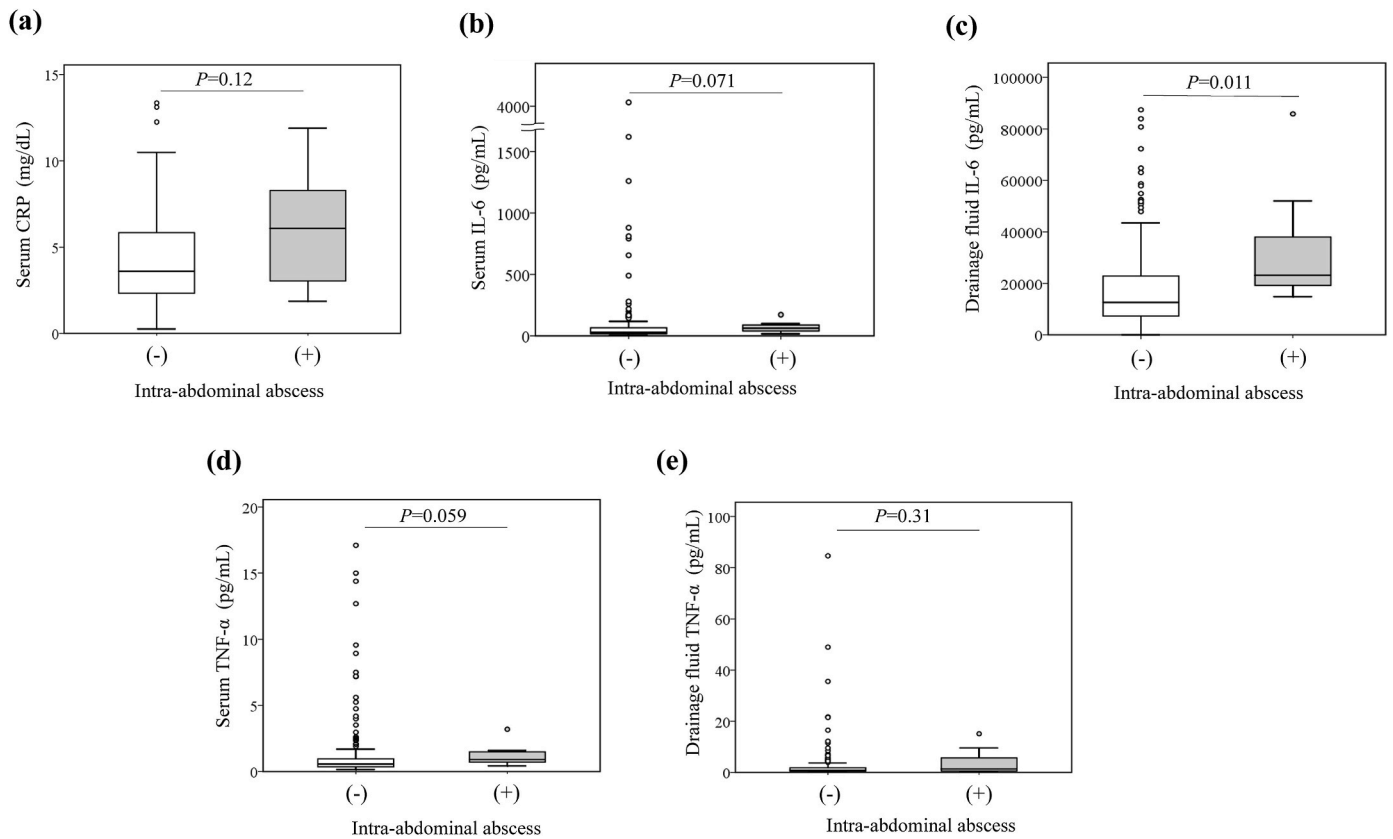 (a)
P=0.12
15
10
5
0
Serum CRP (mg/dL)
(-)
(+)
Intra-abdominal abscess
(b)
P=0.071
4000
1500
1000
500
0
Serum IL-6 (pg/mL)
(-)
(+)
Intra-abdominal abscess
(c)
P=0.011
100000
80000
60000
40000
20000
0
Drainage fluid IL-6 (pg/mL)
(-)
(+)
Intra-abdominal abscess
(d)
P=0.059
20
15
10
5
0
Serum TNF-α (pg/mL)
(-)
(+)
Intra-abdominal abscess
(e)
P=0.31
100
80
60
40
20
0
Drainage fluid TNF-α (pg/mL)
(-)
(+)
Intra-abdominal abscess